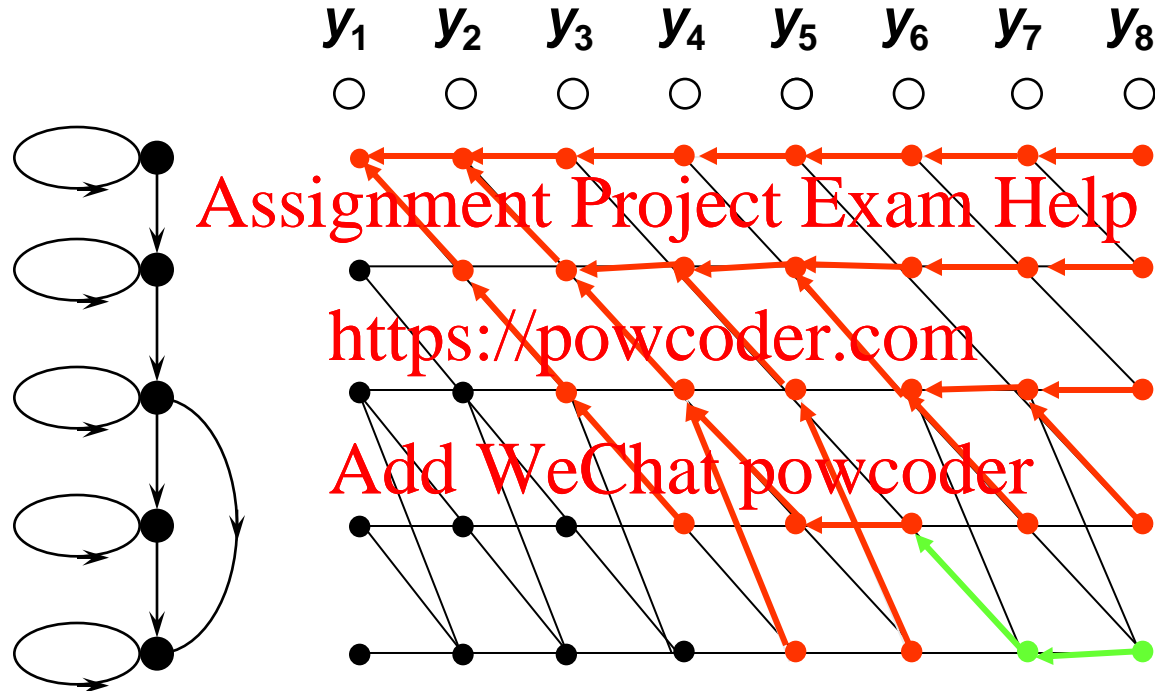 y1 y2 y3 y4 y5 y6 y7 y8
Assignment Project Exam Help
https://powcoder.com
Add WeChat powcoder